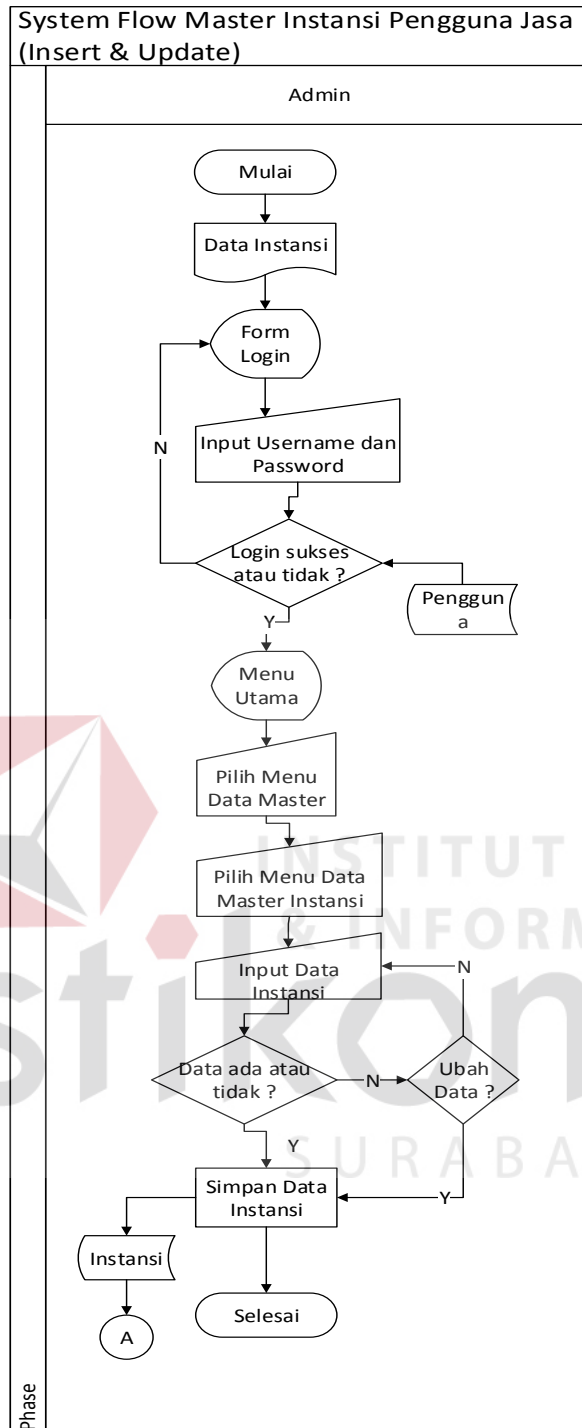 System Flow Master Instansi Pengguna Jasa
(Insert & Update)
Admin
Mulai
Data Instansi
Form
Login
N
Input Username dan
Password
Login sukses
atau tidak ?
Penggun
a
Y
Menu
Utama
Pilih Menu
Data Master
INSTITUT
Pilih Menu Data
Master Instansi
& INFORM
stikom
Input Data
Instansi
N
Data ada atau
tidak ?
N
Ubah
Data ?
Y
SURABA
Simpan Data
Instansi
Y
Instansi
Selesai
A
Phase